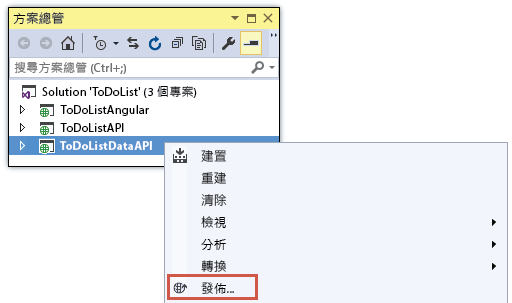 方案總管
搜尋方案總管 (Ctrl+;)
Solution 'ToDoList' (3 個專案)
ToDoListAngular
ToDoListAPI
ToDoListDataAPI
建置
重建
清除
檢視
分析
轉換
發佈...